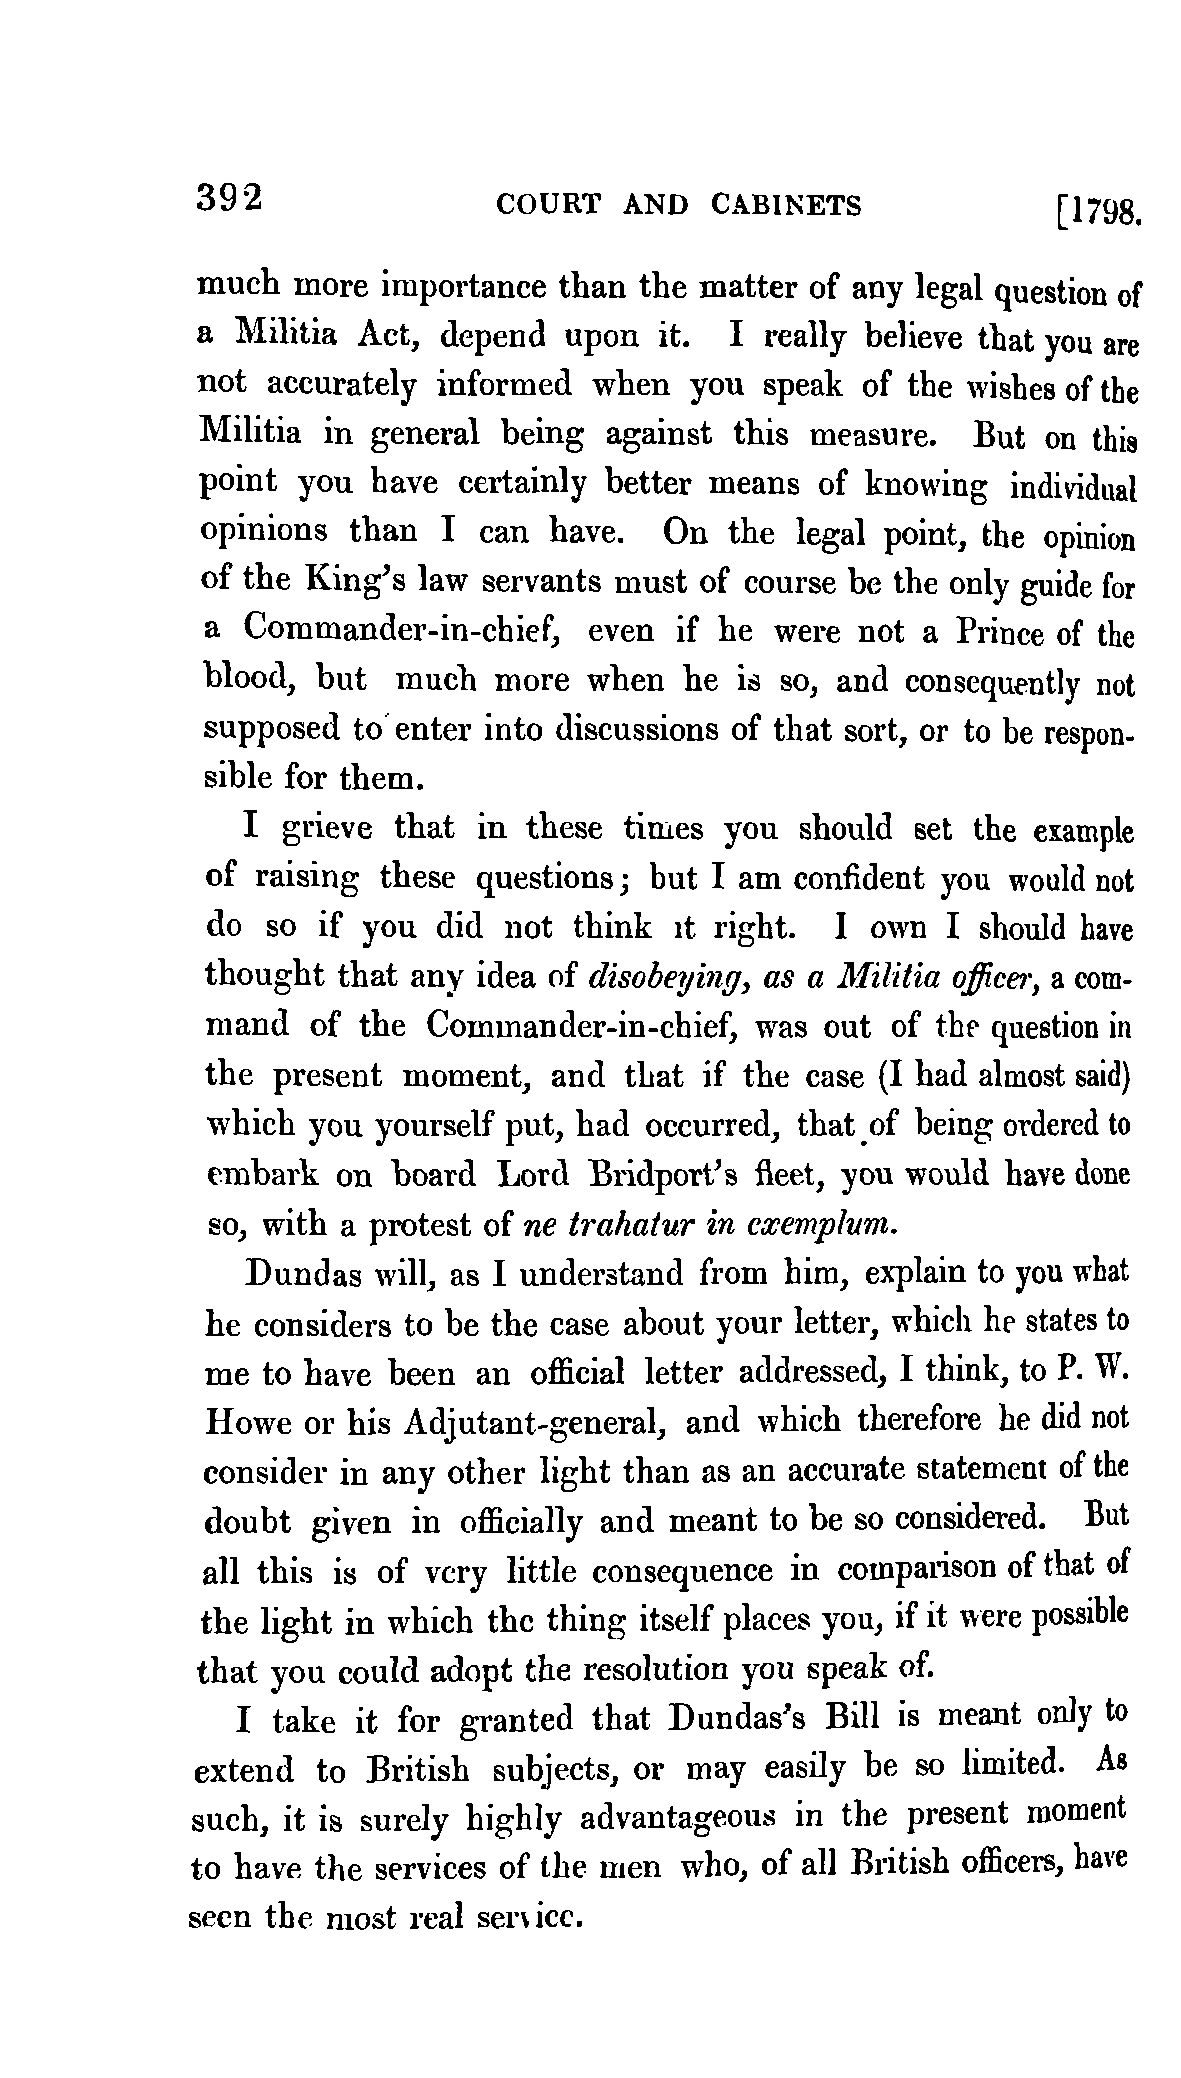 392 COURT AND CABINETS [1798.
much more importance than the matter of any legal question of
a Militia Act, depend upon it. I really believe that you are
not accurately informed when you speak of the wishes of the
Militia in general being against this measure. But on this
point you have certainly better means of knowing individual
opinions than I can have. On the legal point, the opinion
of the King's law servants must of course be the only guide for
a Commander-in-chief, even if he were not a Prince of the
blood, but much more when he is so, and consequently not
supposed to enter into discussions of that sort, or to be respon-
sible for them.
I grieve that in these times you should set the example
of raising these questions; but I am confident you would not
do so if you did not think it right. I own I should have
thought that any idea of disobeying, as a Militia officer, a com-
mand of the Commander-in-chief, was out of the question in
the present moment, and that if the case (I had almost said)
which you yourself put, had occurred, that of being ordered to
embark on board Lord Bridport's fleet, you would have done
so, with a protest of ne trahatur in exemplum.
Dundas will, as I understand from him, explain to you what
he considers to be the case about your letter, which he states to
me to have been an official letter addressed, I think, to P. W.
Howe or his Adjutant-general, and which therefore he did not
consider in any other light than as an accurate statement of the
doubt given in officially and meant to be so considered. But
all this is of very little consequence in comparison of that of
the light in which the thing itself places you, if it were possible
that you could adopt the resolution you speak of.
I take it for granted that Dundas's Bill is meant only to
extend to British subjects, or may easily be so limited. As
such, it is surely highly advantageous in the present moment
to have the services of the men who, of all British officers, have
seen the most real service.